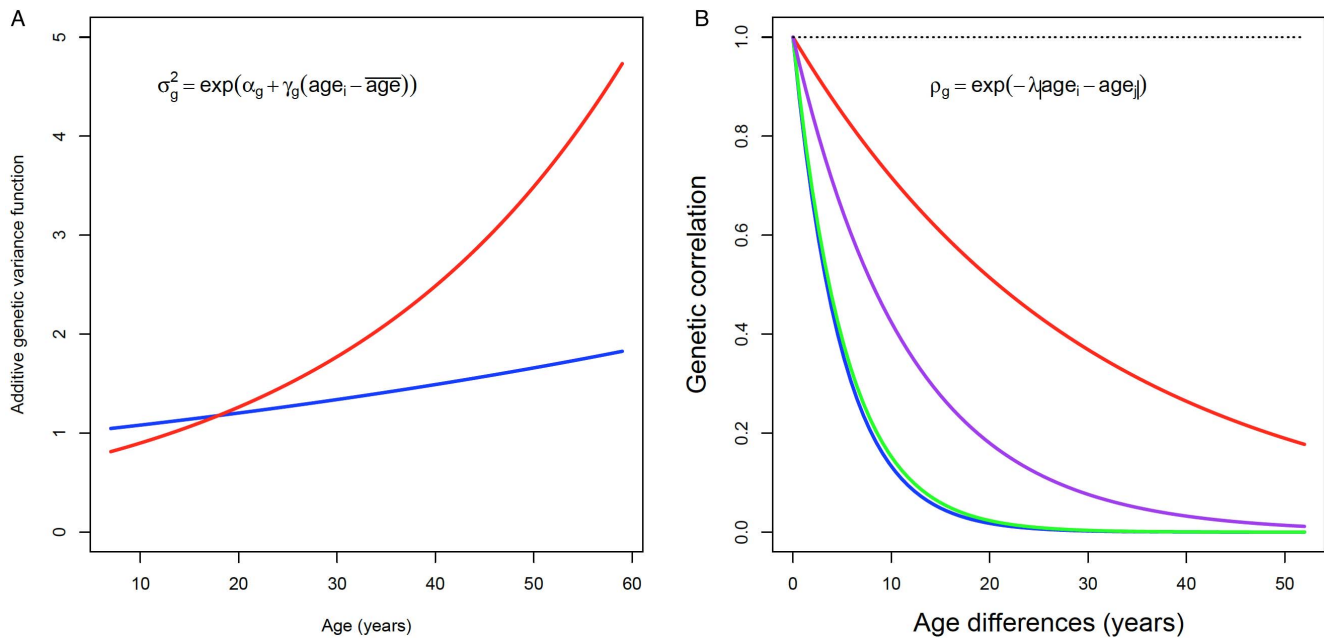 A
σ²g = exp(αg + γg(agei − a̅g̅e̅))
Additive genetic variance function
5
4
3
2
1
0
10 20 30 40 50 60
Age (years)
B
ρg = exp(−λ|agei − agej|)
Genetic correlation
1.0
0.8
0.6
0.4
0.2
0.0
0 10 20 30 40 50
Age differences (years)